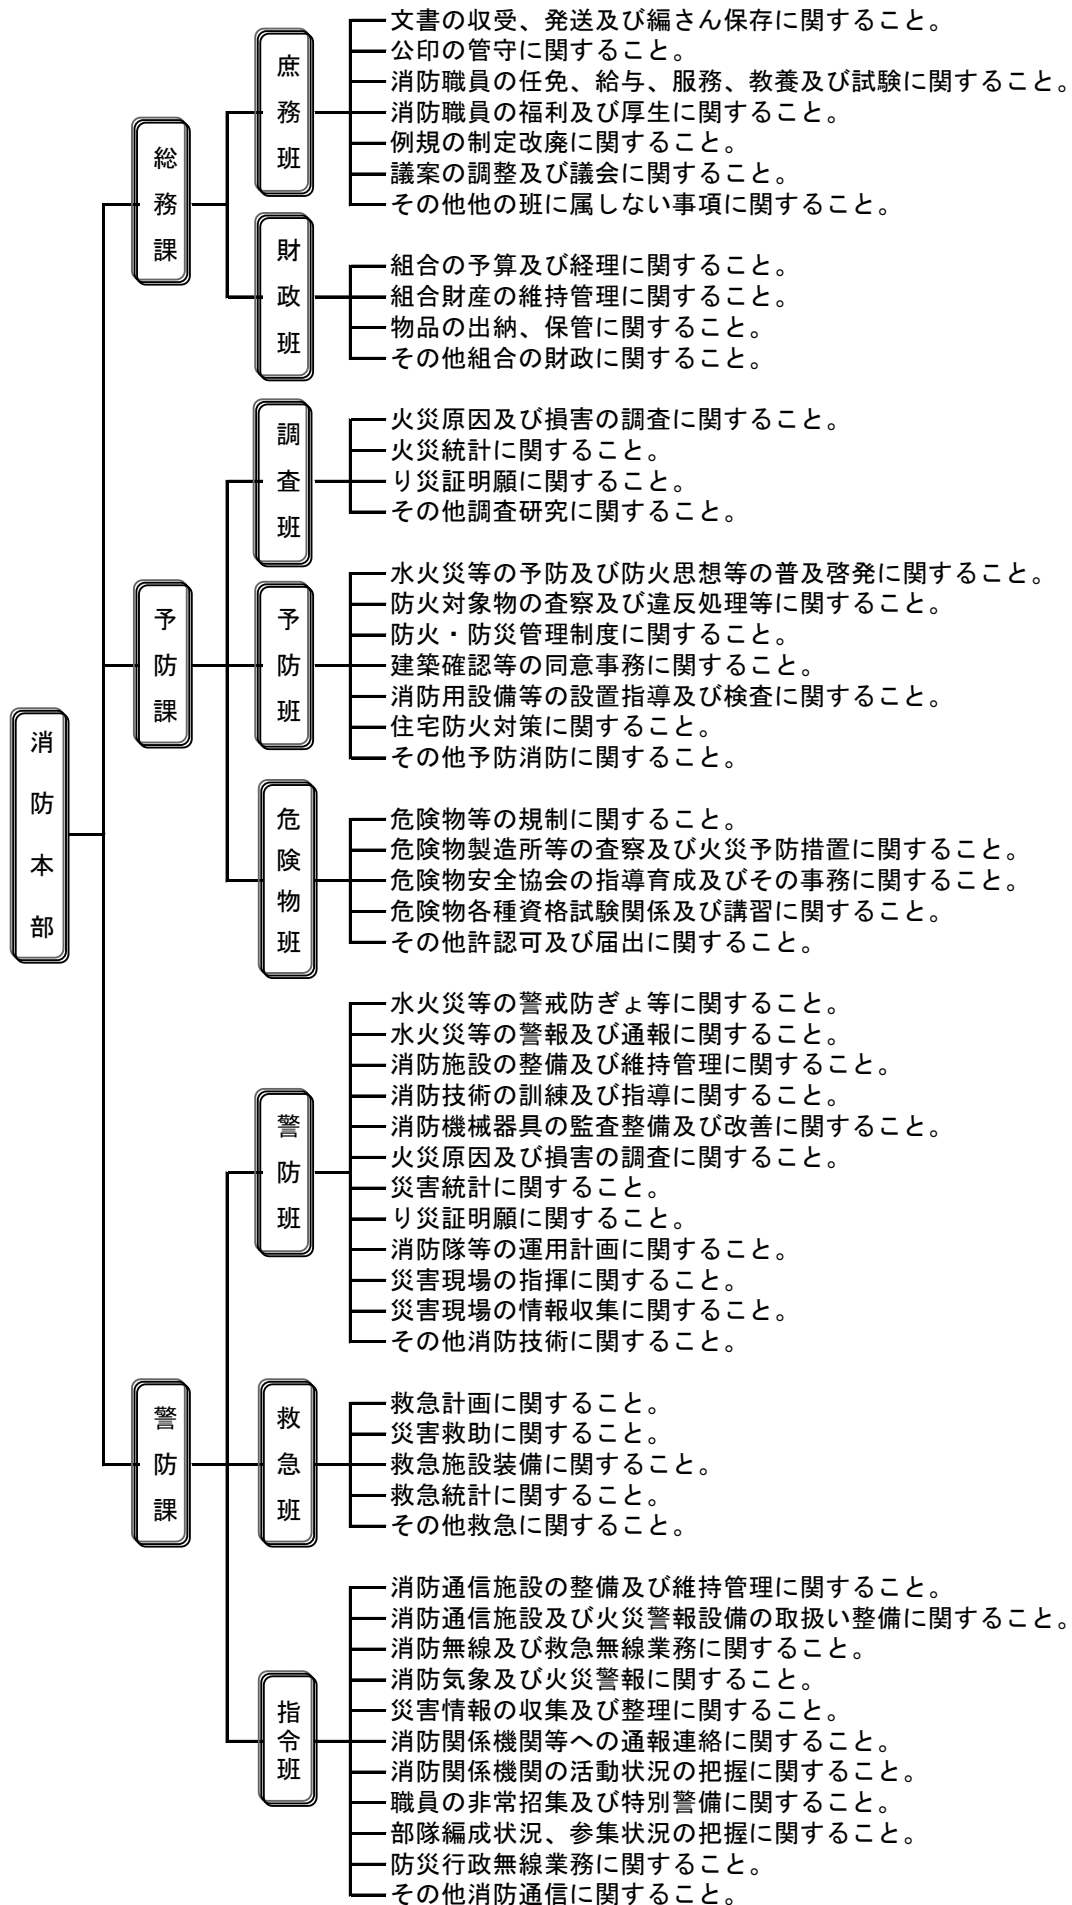 消防本部
総務課
庶務班
文書の収受、発送及び編さん保存に関すること。
公印の管守に関すること。
消防職員の任免、給与、服務、教養及び試験に関すること。
消防職員の福利及び厚生に関すること。
例規の制定改廃に関すること。
議案の調整及び議会に関すること。
その他他の班に属しない事項に関すること。
財政班
組合の予算及び経理に関すること。
組合財産の維持管理に関すること。
物品の出納、保管に関すること。
その他組合の財政に関すること。
予防課
調査班
火災原因及び損害の調査に関すること。
火災統計に関すること。
り災証明願に関すること。
その他調査研究に関すること。
予防班
水火災等の予防及び防火思想等の普及啓発に関すること。
防火対象物の査察及び違反処理等に関すること。
防火・防災管理制度に関すること。
建築確認等の同意事務に関すること。
消防用設備等の設置指導及び検査に関すること。
住宅防火対策に関すること。
その他予防消防に関すること。
危険物班
危険物等の規制に関すること。
危険物製造所等の査察及び火災予防措置に関すること。
危険物安全協会の指導育成及びその事務に関すること。
危険物各種資格試験関係及び講習に関すること。
その他許認可及び届出に関すること。
警防課
警防班
水火災等の警戒防ぎょ等に関すること。
水火災等の警報及び通報に関すること。
消防施設の整備及び維持管理に関すること。
消防技術の訓練及び指導に関すること。
消防機械器具の監査整備及び改善に関すること。
火災原因及び損害の調査に関すること。
災害統計に関すること。
り災証明願に関すること。
消防隊等の運用計画に関すること。
災害現場の指揮に関すること。
災害現場の情報収集に関すること。
その他消防技術に関すること。
救急班
救急計画に関すること。
災害救助に関すること。
救急施設装備に関すること。
救急統計に関すること。
その他救急に関すること。
指令班
消防通信施設の整備及び維持管理に関すること。
消防通信施設及び火災警報設備の取扱い整備に関すること。
消防無線及び救急無線業務に関すること。
消防気象及び火災警報に関すること。
災害情報の収集及び整理に関すること。
消防関係機関等への通報連絡に関すること。
消防関係機関の活動状況の把握に関すること。
職員の非常招集及び特別警備に関すること。
部隊編成状況、参集状況の把握に関すること。
防災行政無線業務に関すること。
その他消防通信に関すること。